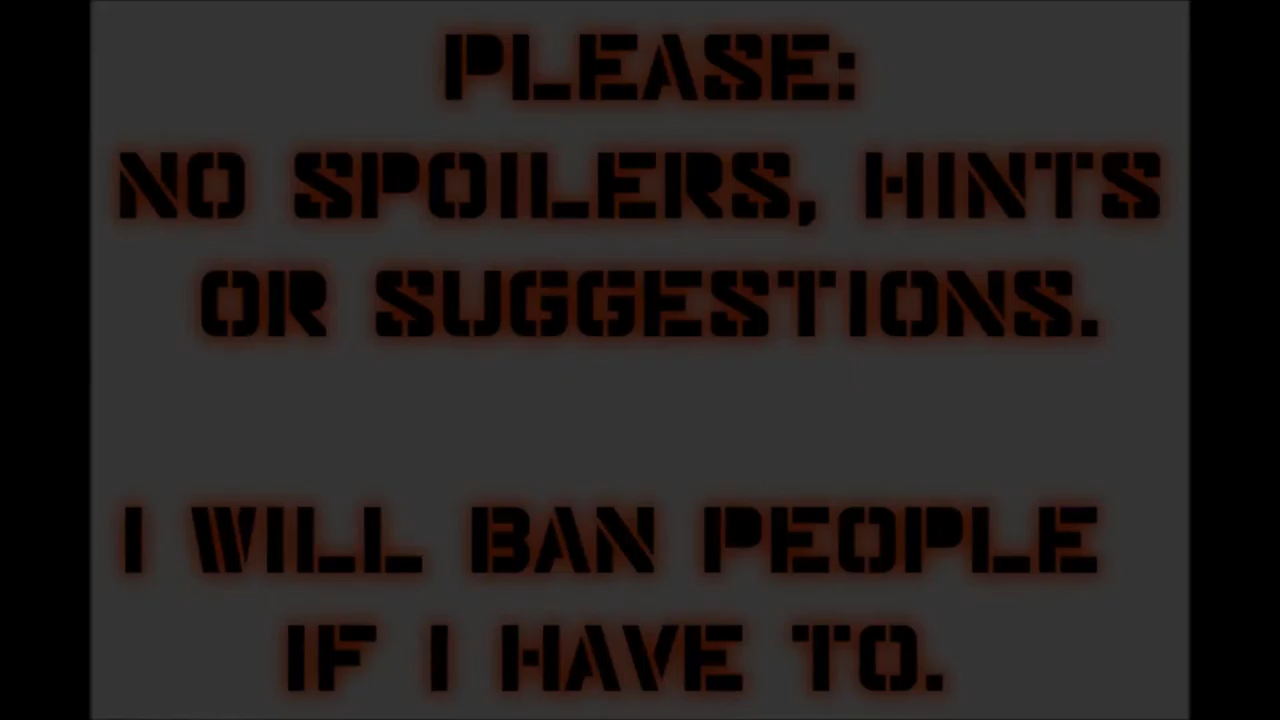 PLEASE:
NO SPOILERS, HINTS
OR SUGGESTIONS.
I WILL BAN PEOPLE
IF I HAVE TO.